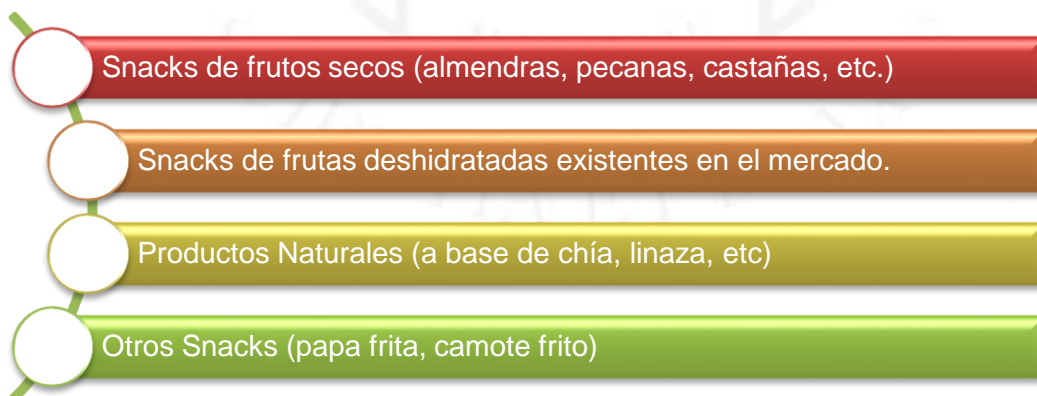 Snacks de frutos secos (almendras, pecanas, castañas, etc.)
Snacks de frutas deshidratadas existentes en el mercado.
Productos Naturales (a base de chía, linaza, etc)
Otros Snacks (papa frita, camote frito)